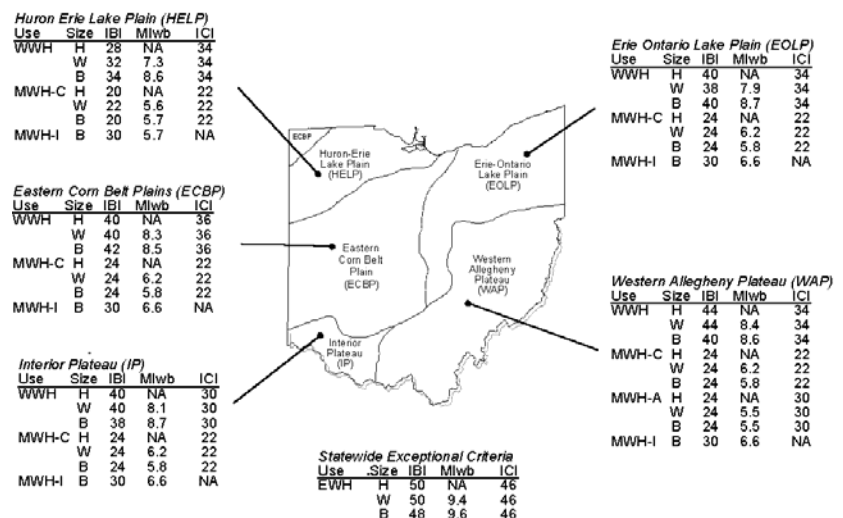 Huron Erie Lake Plain (HELP)
Use Size IBI MIwb ICI
WWH H 28 NA 34
W 32 7.3 34
B 34 8.6 34
MWH-C H 20 NA 22
W 22 5.6 22
B 20 5.7 22
MWH-I B 30 5.7 NA
Eastern Corn Belt Plains (ECBP)
Use Size IBI MIwb ICI
WWH H 40 NA 36
W 40 8.3 36
B 42 8.5 36
MWH-C H 24 NA 22
W 24 6.2 22
B 24 5.8 22
MWH-I B 30 6.6 NA
Interior Plateau (IP)
Use Size IBI MIwb ICI
WWH H 40 NA 30
W 40 8.1 30
B 38 8.7 30
MWH-C H 24 NA 22
W 24 6.2 22
B 24 5.8 22
MWH-I B 30 6.6 NA
ECBP
Huron-Erie
Lake Plain
(HELP)
Erie-Ontario
Lake Plain
(EOLP)
Eastern
Corn Belt
Plain
(ECBP)
Western
Allegheny
Plateau
(WAP)
Interior
Plateau
(IP)
Erie Ontario Lake Plain (EOLP)
Use Size IBI MIwb ICI
WWH H 40 NA 34
W 38 7.9 34
B 40 8.7 34
MWH-C H 24 NA 22
W 24 6.2 22
B 24 5.8 22
MWH-I B 30 6.6 NA
Western Allegheny Plateau (WAP)
Use Size IBI MIwb ICI
WWH H 44 NA 34
W 44 8.4 34
B 40 8.6 34
MWH-C H 24 NA 22
W 24 6.2 22
B 24 5.8 22
MWH-A H 24 NA 30
W 24 5.5 30
B 24 5.5 30
MWH-I B 30 6.6 NA
Statewide Exceptional Criteria
Use .Size IBI MIwb ICI
EWH H 50 NA 46
W 50 9.4 46
B 48 9.6 46